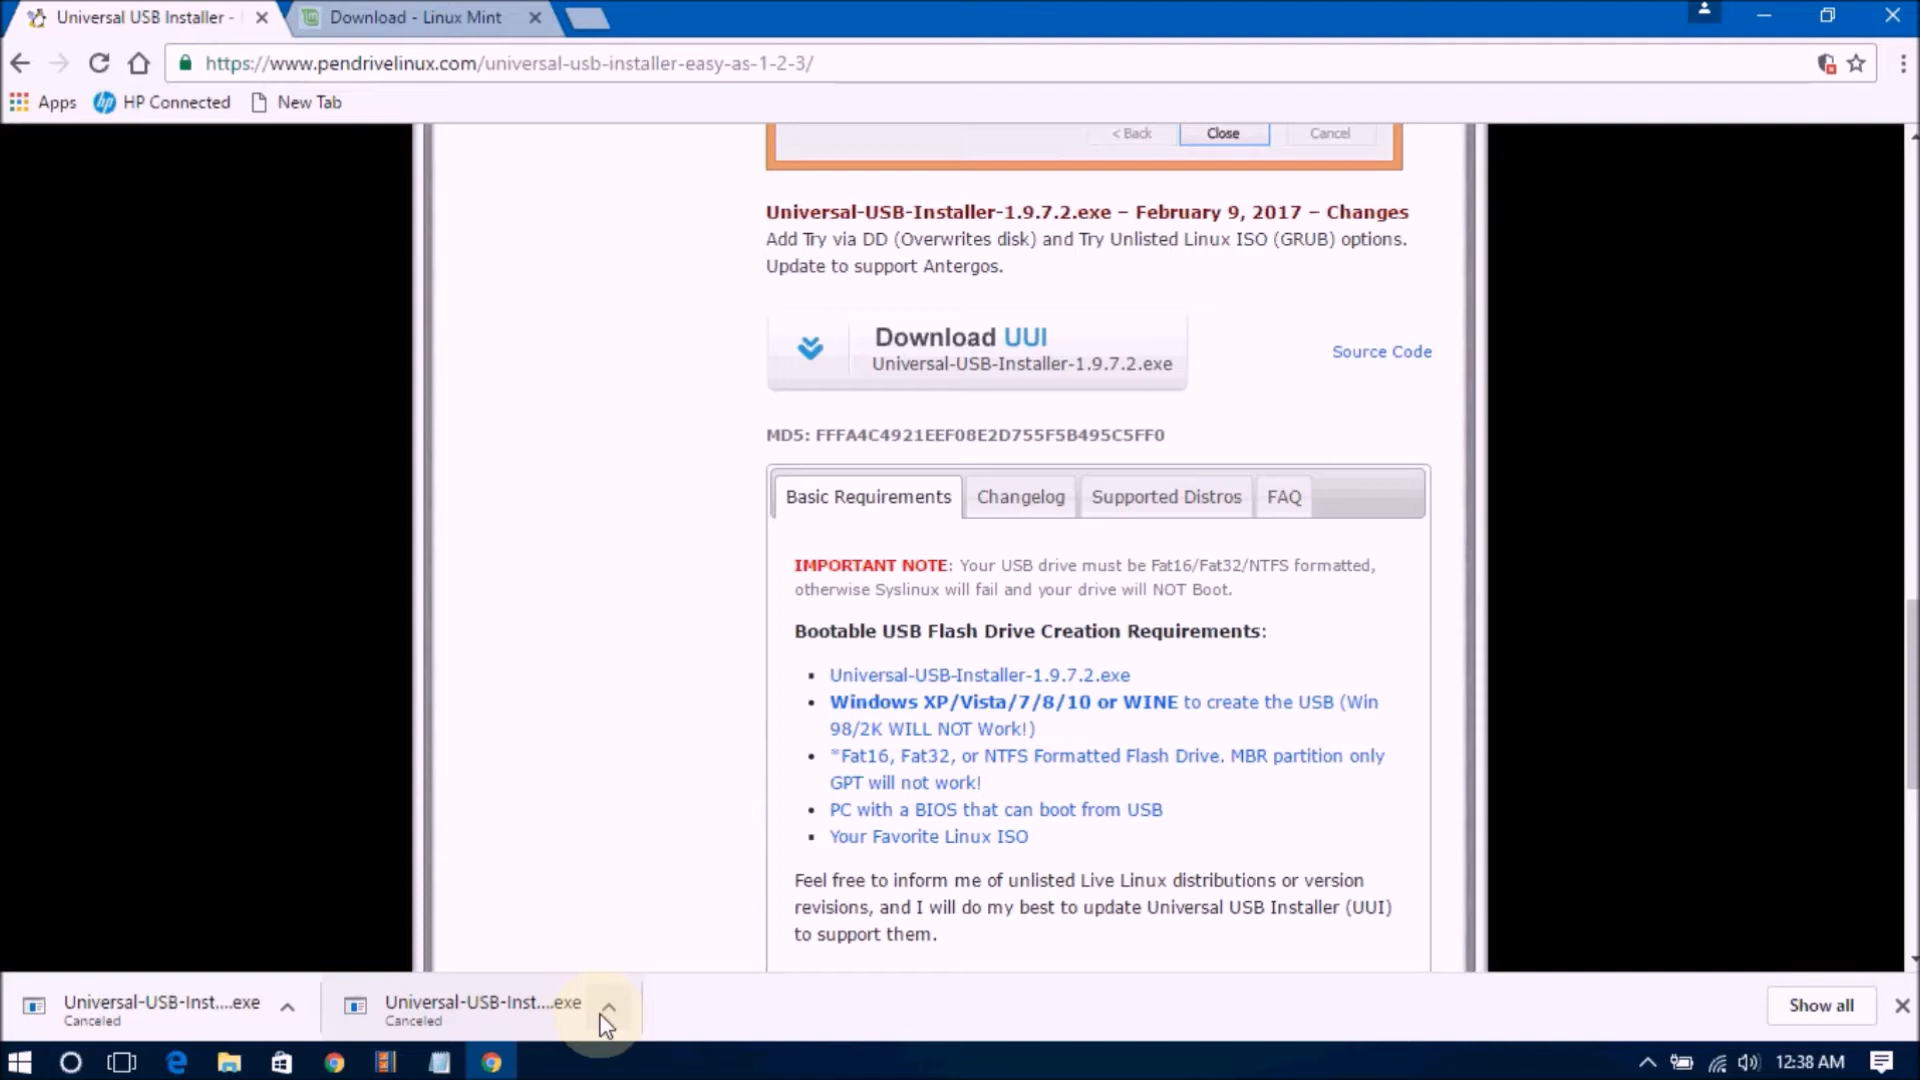 Universal USB Installer -
Download - Linux Mint
https://www.pendrivelinux.com/universal-usb-installer-easy-as-1-2-3/
Apps
HP Connected
New Tab
< Back
Close
Cancel
Universal-USB-Installer-1.9.7.2.exe – February 9, 2017 – Changes
Add Try via DD (Overwrites disk) and Try Unlisted Linux ISO (GRUB) options.
Update to support Antergos.
Download UUI
Universal-USB-Installer-1.9.7.2.exe
Source Code
MD5: FFFA4C4921EEF08E2D755F5B495C5FF0
Basic Requirements
Changelog
Supported Distros
FAQ
IMPORTANT NOTE: Your USB drive must be Fat16/Fat32/NTFS formatted,
otherwise Syslinux will fail and your drive will NOT Boot.
Bootable USB Flash Drive Creation Requirements:
Universal-USB-Installer-1.9.7.2.exe
Windows XP/Vista/7/8/10 or WINE to create the USB (Win
98/2K WILL NOT Work!)
*Fat16, Fat32, or NTFS Formatted Flash Drive. MBR partition only
GPT will not work!
PC with a BIOS that can boot from USB
Your Favorite Linux ISO
Feel free to inform me of unlisted Live Linux distributions or version
revisions, and I will do my best to update Universal USB Installer (UUI)
to support them.
Universal-USB-Inst....exe
Canceled
Universal-USB-Inst....exe
Canceled
Show all
12:38 AM